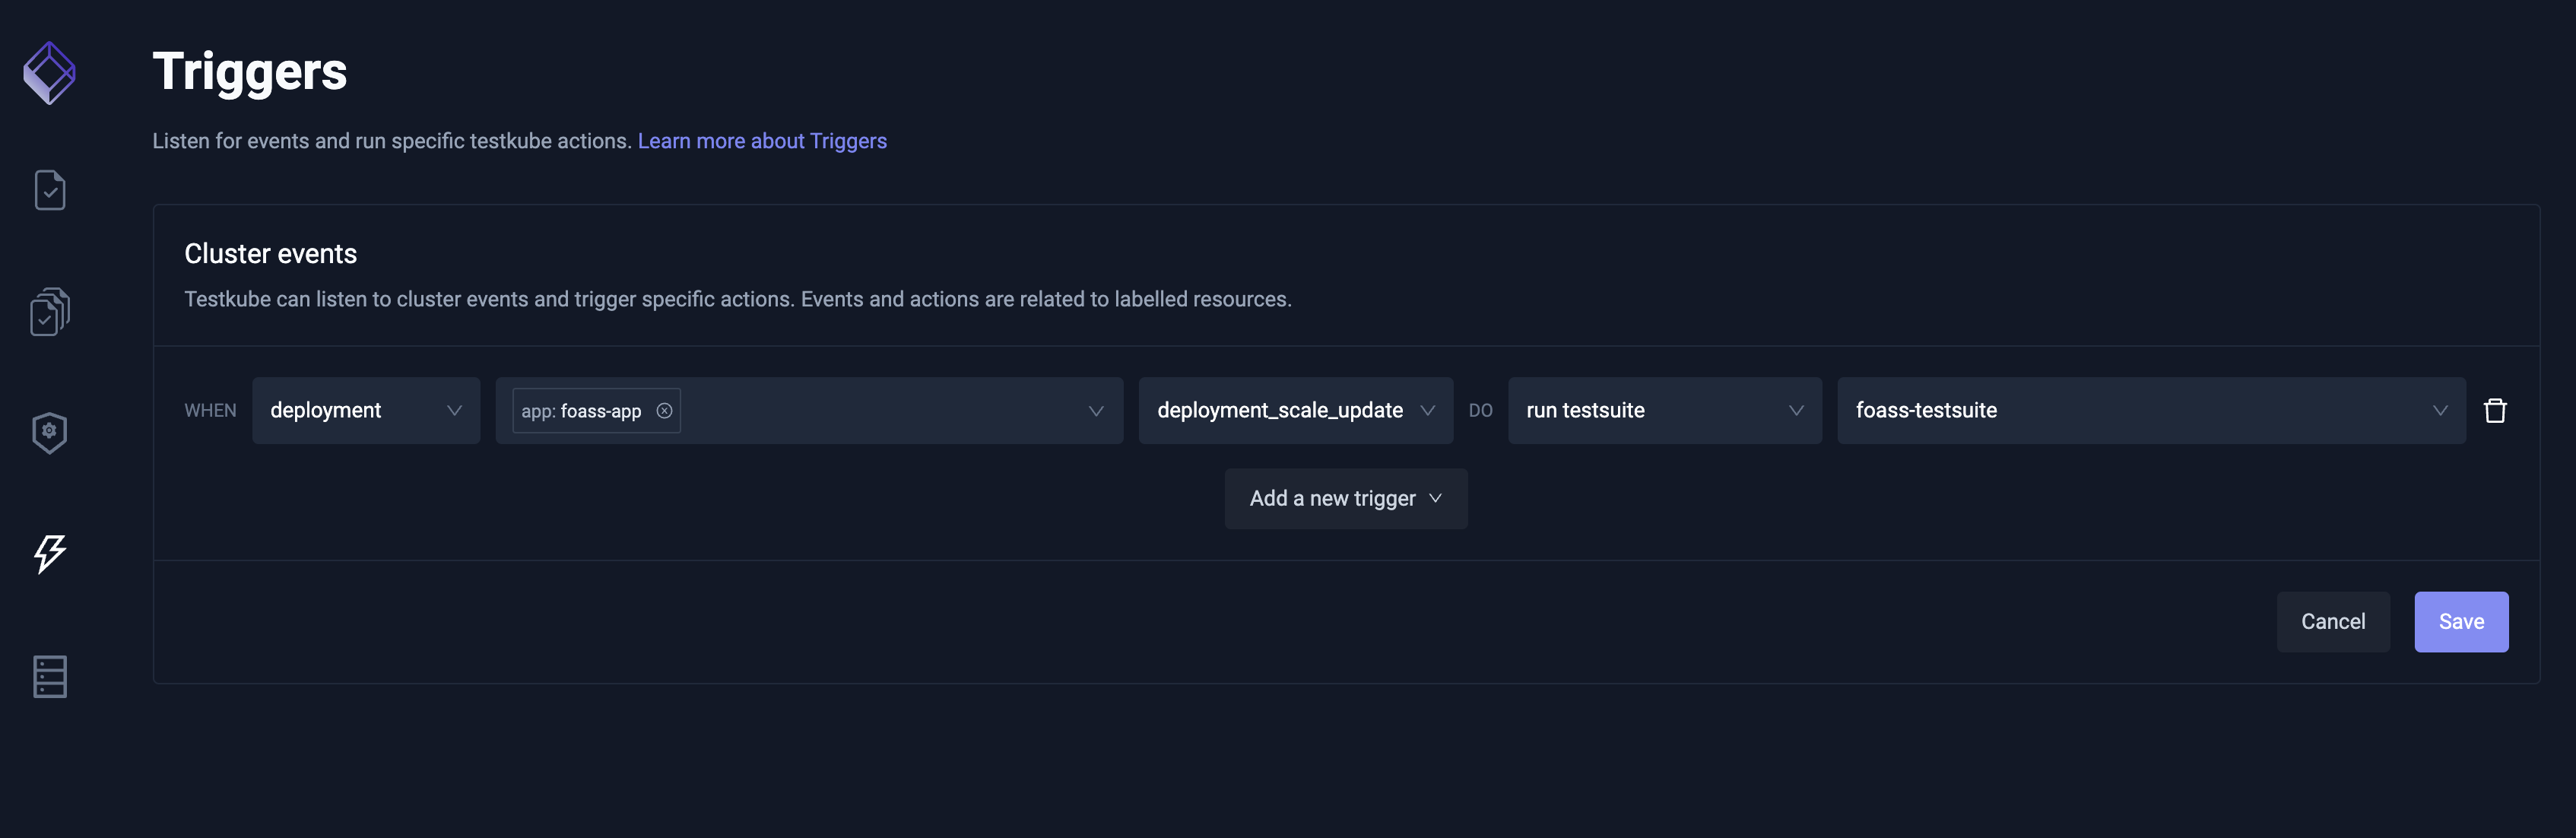 Triggers
Listen for events and run specific testkube actions. Learn more about Triggers
Cluster events
Testkube can listen to cluster events and trigger specific actions. Events and actions are related to labelled resources.
WHEN deployment app: foass-app deployment_scale_update DO run testsuite foass-testsuite
Add a new trigger
Cancel Save